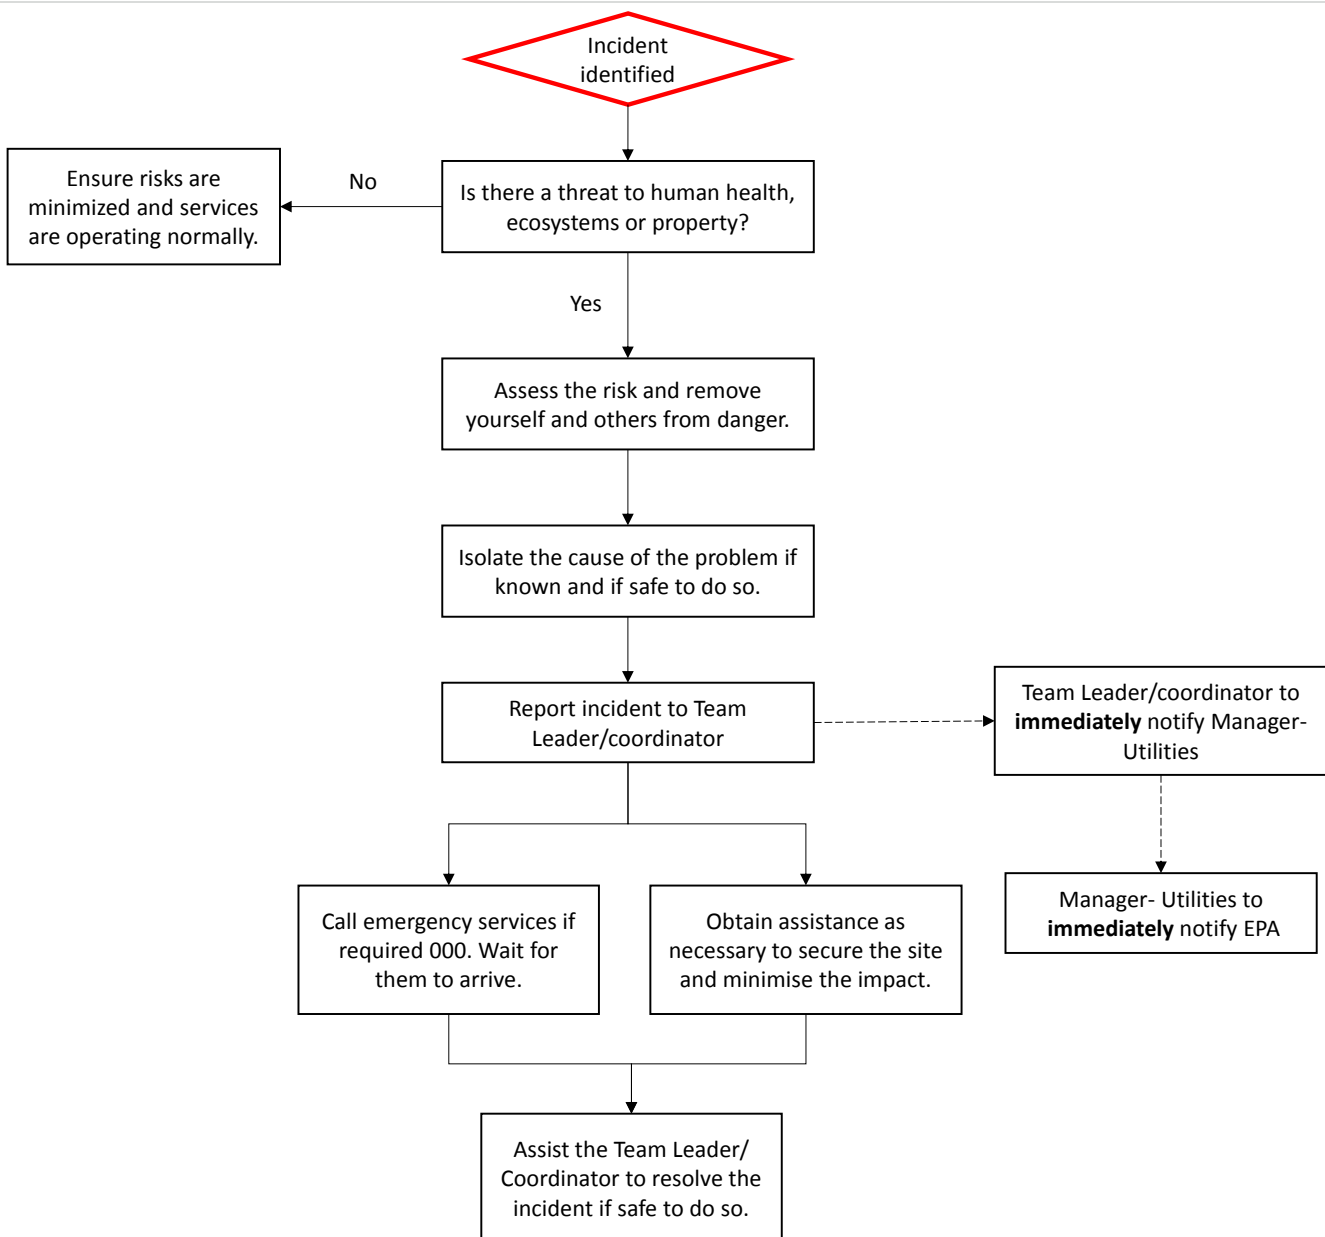 Incident
identified
Ensure risks are
minimized and services
are operating normally.
No
Is there a threat to human health,
ecosystems or property?
Yes
Assess the risk and remove
yourself and others from danger.
Isolate the cause of the problem if
known and if safe to do so.
Report incident to Team
Leader/coordinator
Team Leader/coordinator to
immediately notify Manager-
Utilities
Manager- Utilities to
immediately notify EPA
Call emergency services if
required 000. Wait for
them to arrive.
Obtain assistance as
necessary to secure the site
and minimise the impact.
Assist the Team Leader/
Coordinator to resolve the
incident if safe to do so.